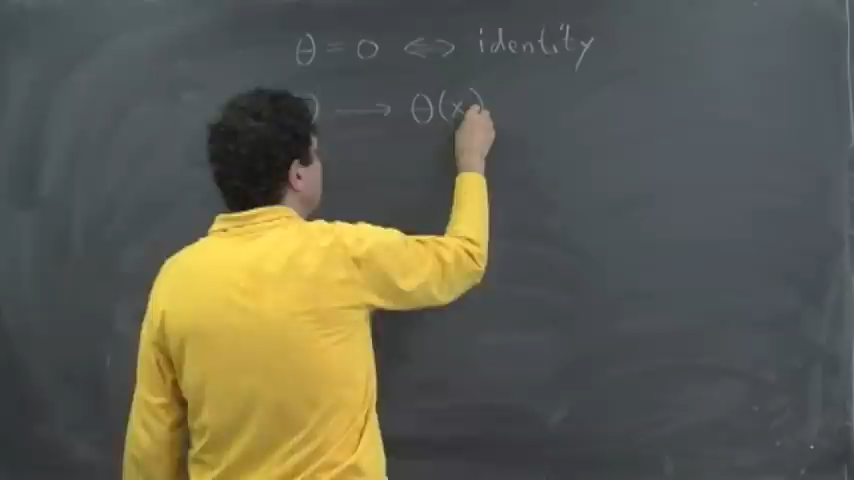 θ = 0 ⇔ identity
θ → θ(x)